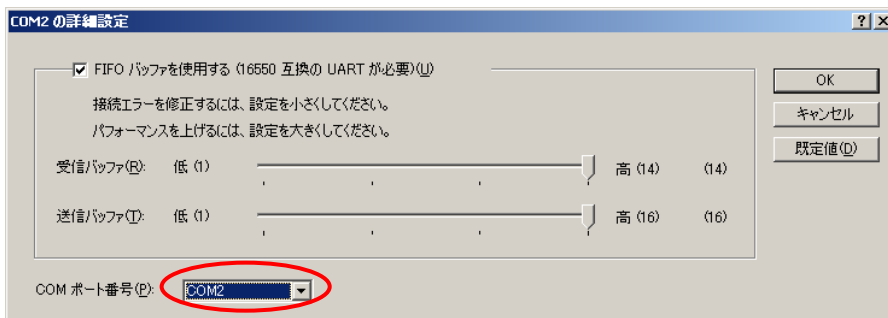 COM2 の詳細設定
FIFO バッファを使用する (16550 互換の UART が必要)(U)
OK
接続エラーを修正するには、設定を小さくしてください。
キャンセル
パフォーマンスを上げるには、設定を大きくしてください。
既定値(D)
受信バッファ(R): 低 (1) 高 (14) (14)
送信バッファ(T): 低 (1) 高 (16) (16)
COM ポート番号(P): COM2